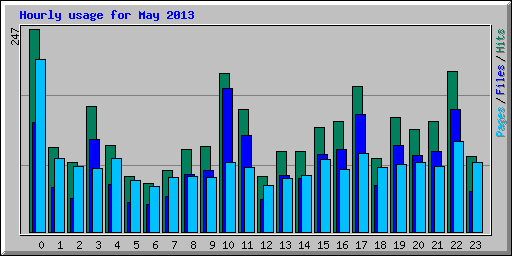 Hourly usage for May 2013
247
Pages/Files/Hits
0 1 2 3 4 5 6 7 8 9 10 11 12 13 14 15 16 17 18 19 20 21 22 23